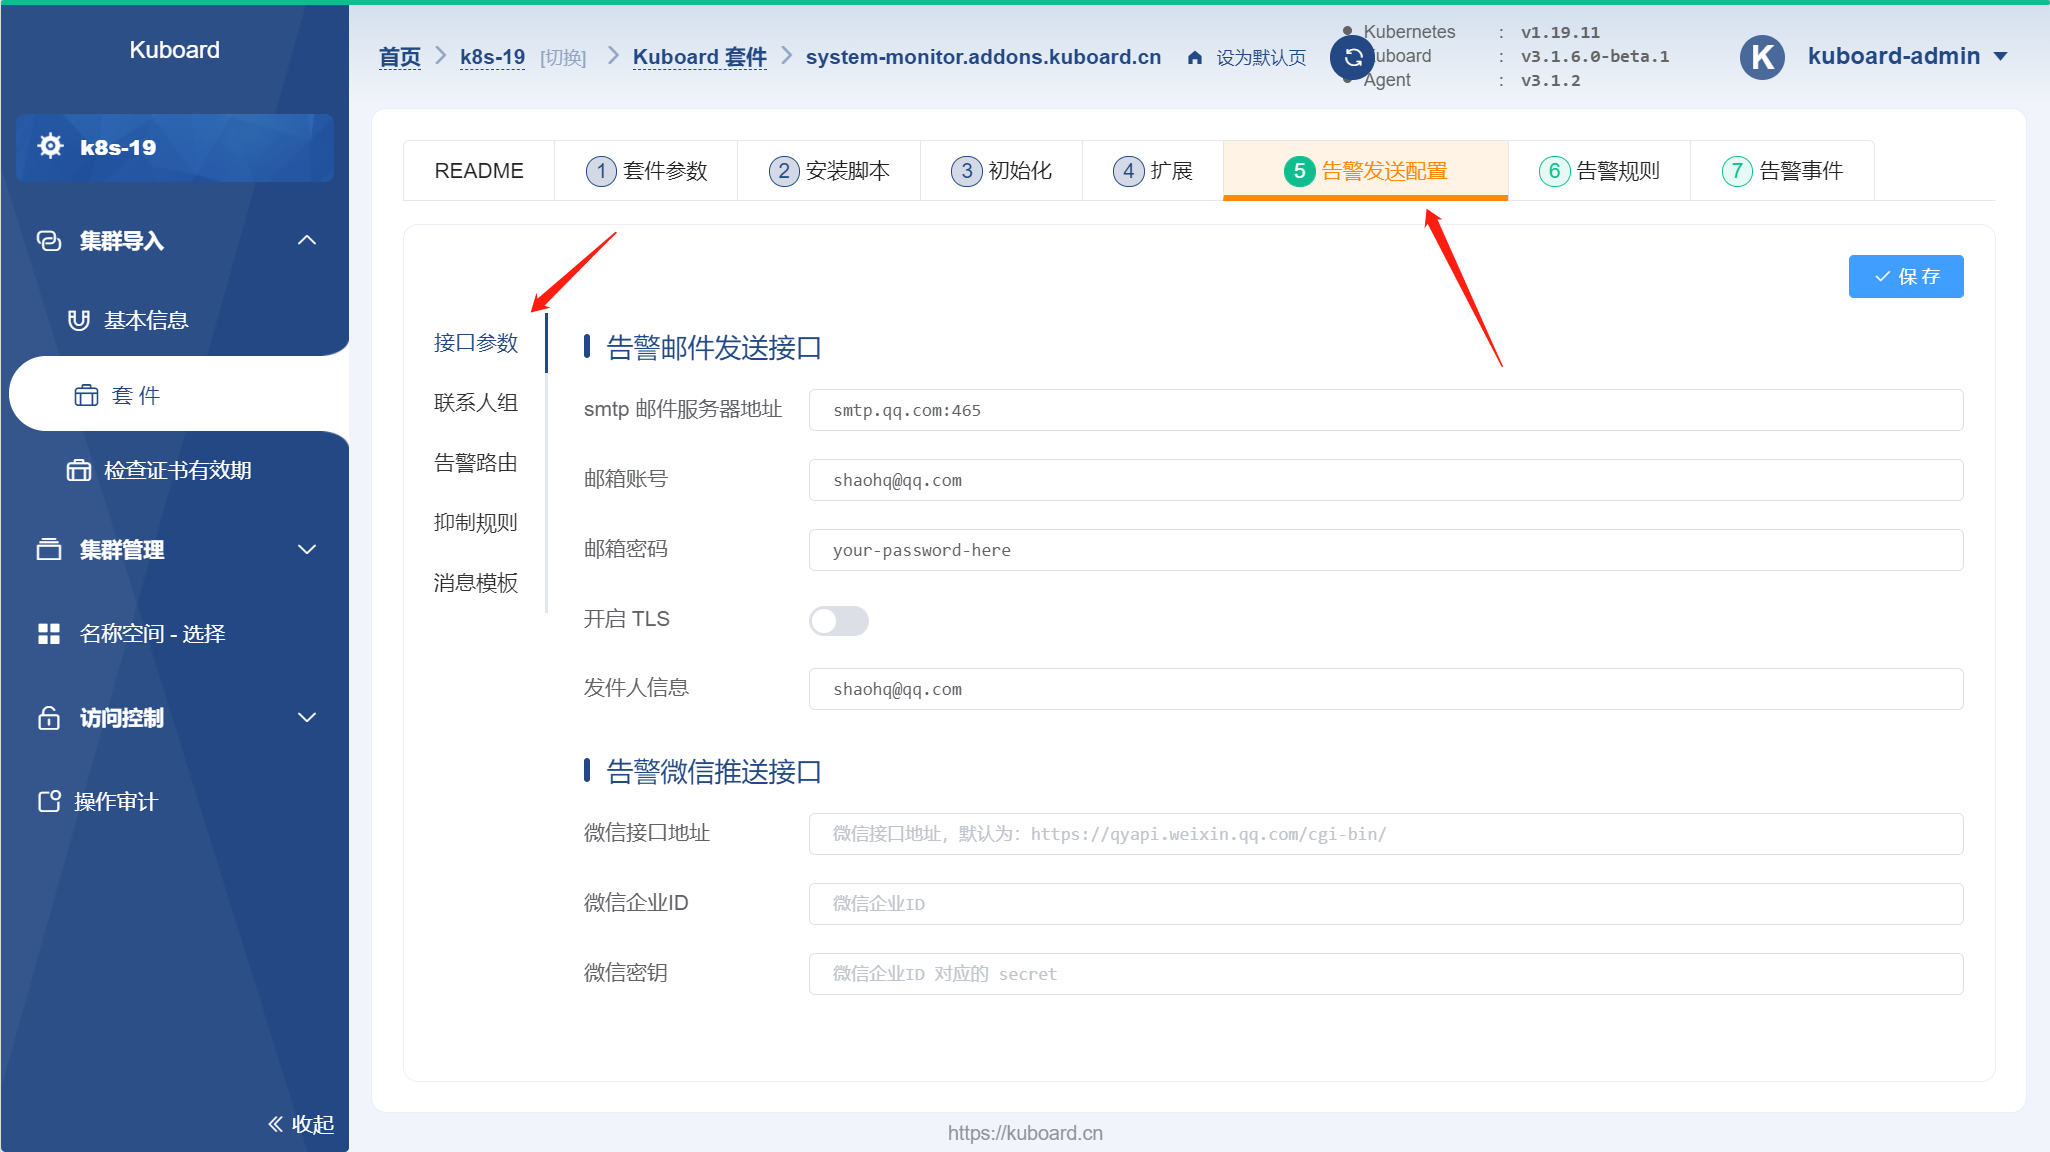 Kuboard
k8s-19
集群导入
基本信息
套 件
检查证书有效期
集群管理
名称空间 - 选择
访问控制
操作审计
收起
首页 k8s-19 [切换] Kuboard 套件 system-monitor.addons.kuboard.cn 设为默认页
Kubernetes : v1.19.11
uboard : v3.1.6.0-beta.1
Agent : v3.1.2
K kuboard-admin
README 1 套件参数 2 安装脚本 3 初始化 4 扩展 5 告警发送配置 6 告警规则 7 告警事件
保 存
接口参数
联系人组
告警路由
抑制规则
消息模板
告警邮件发送接口
smtp 邮件服务器地址 smtp.qq.com:465
邮箱账号 shaohq@qq.com
邮箱密码 your-password-here
开启 TLS
发件人信息 shaohq@qq.com
告警微信推送接口
微信接口地址 微信接口地址，默认为：https://qyapi.weixin.qq.com/cgi-bin/
微信企业ID 微信企业ID
微信密钥 微信企业ID 对应的 secret
https://kuboard.cn